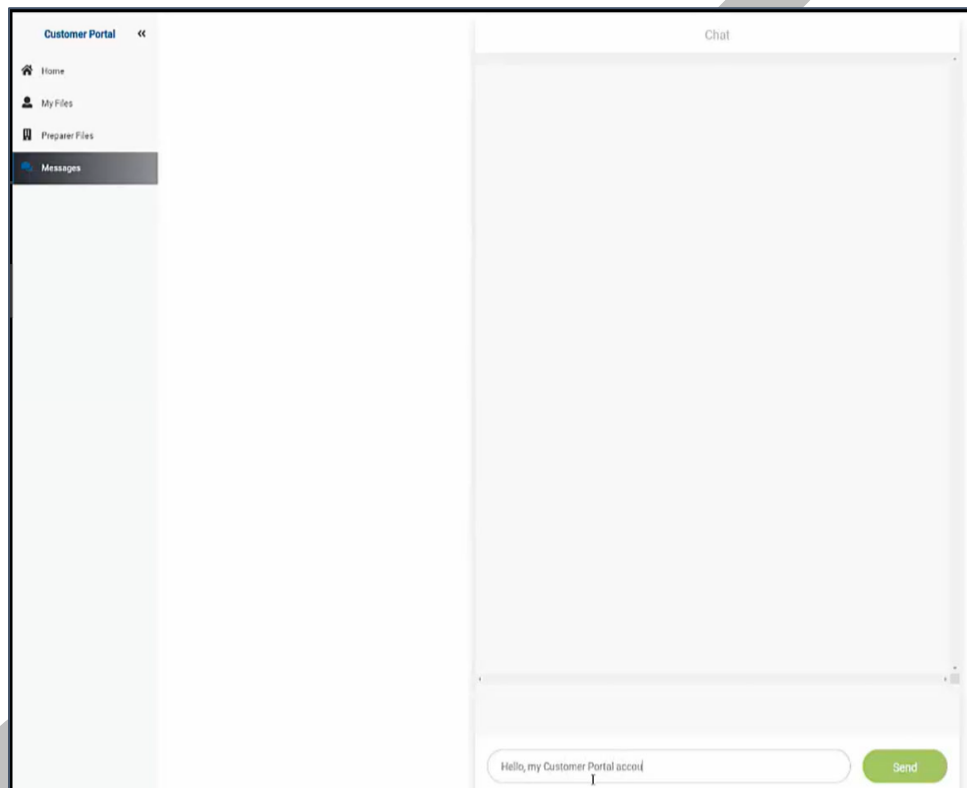 Customer Portal «
Home
My Files
Preparer Files
Messages
Chat
Hello, my Customer Portal accou
Send